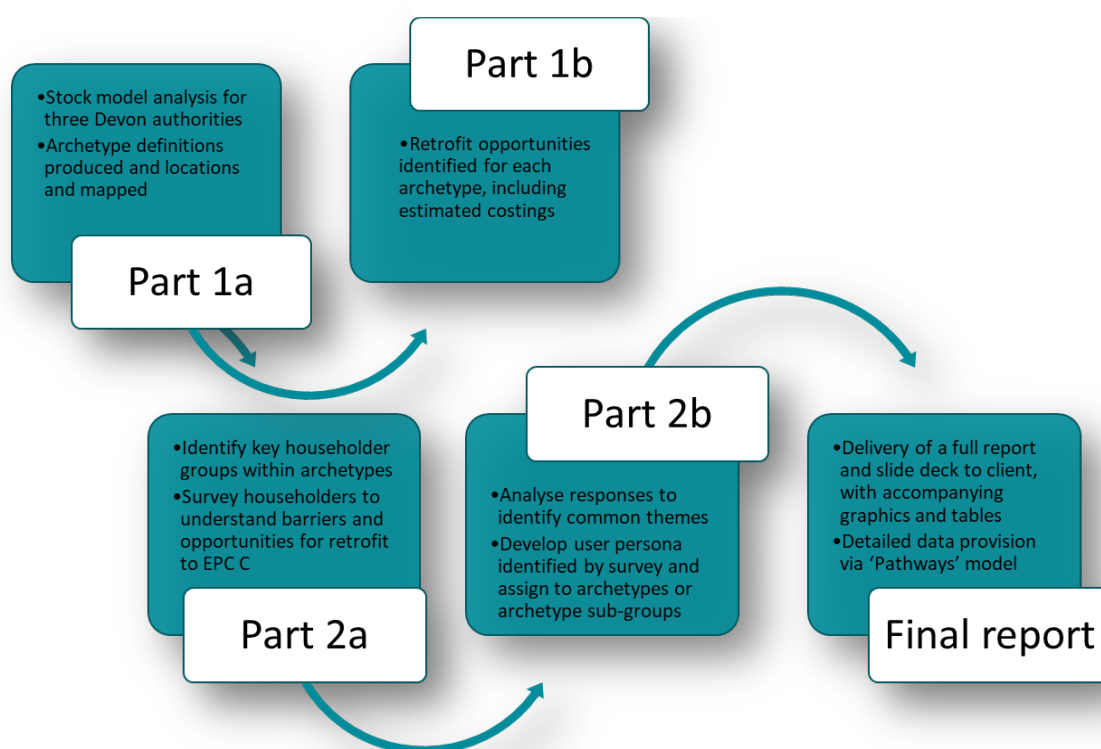 •Stock model analysis for
three Devon authorities
•Archetype definitions
produced and locations
and mapped
Part 1a
Part 1b
•Retrofit opportunities
identified for each
archetype, including
estimated costings
•Identify key householder
groups within archetypes
•Survey householders to
understand barriers and
opportunities for retrofit
to EPC C
Part 2a
Part 2b
•Analyse responses to
identify common themes
•Develop user persona
identified by survey and
assign to archetypes or
archetype sub-groups
•Delivery of a full report
and slide deck to client,
with accompanying
graphics and tables
•Detailed data provision
via ‘Pathways’ model
Final report